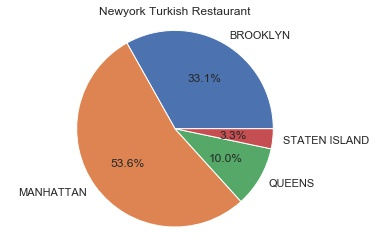 Newyork Turkish Restaurant
BROOKLYN
33.1%
3.3%
STATEN ISLAND
10.0%
53.6%
QUEENS
MANHATTAN